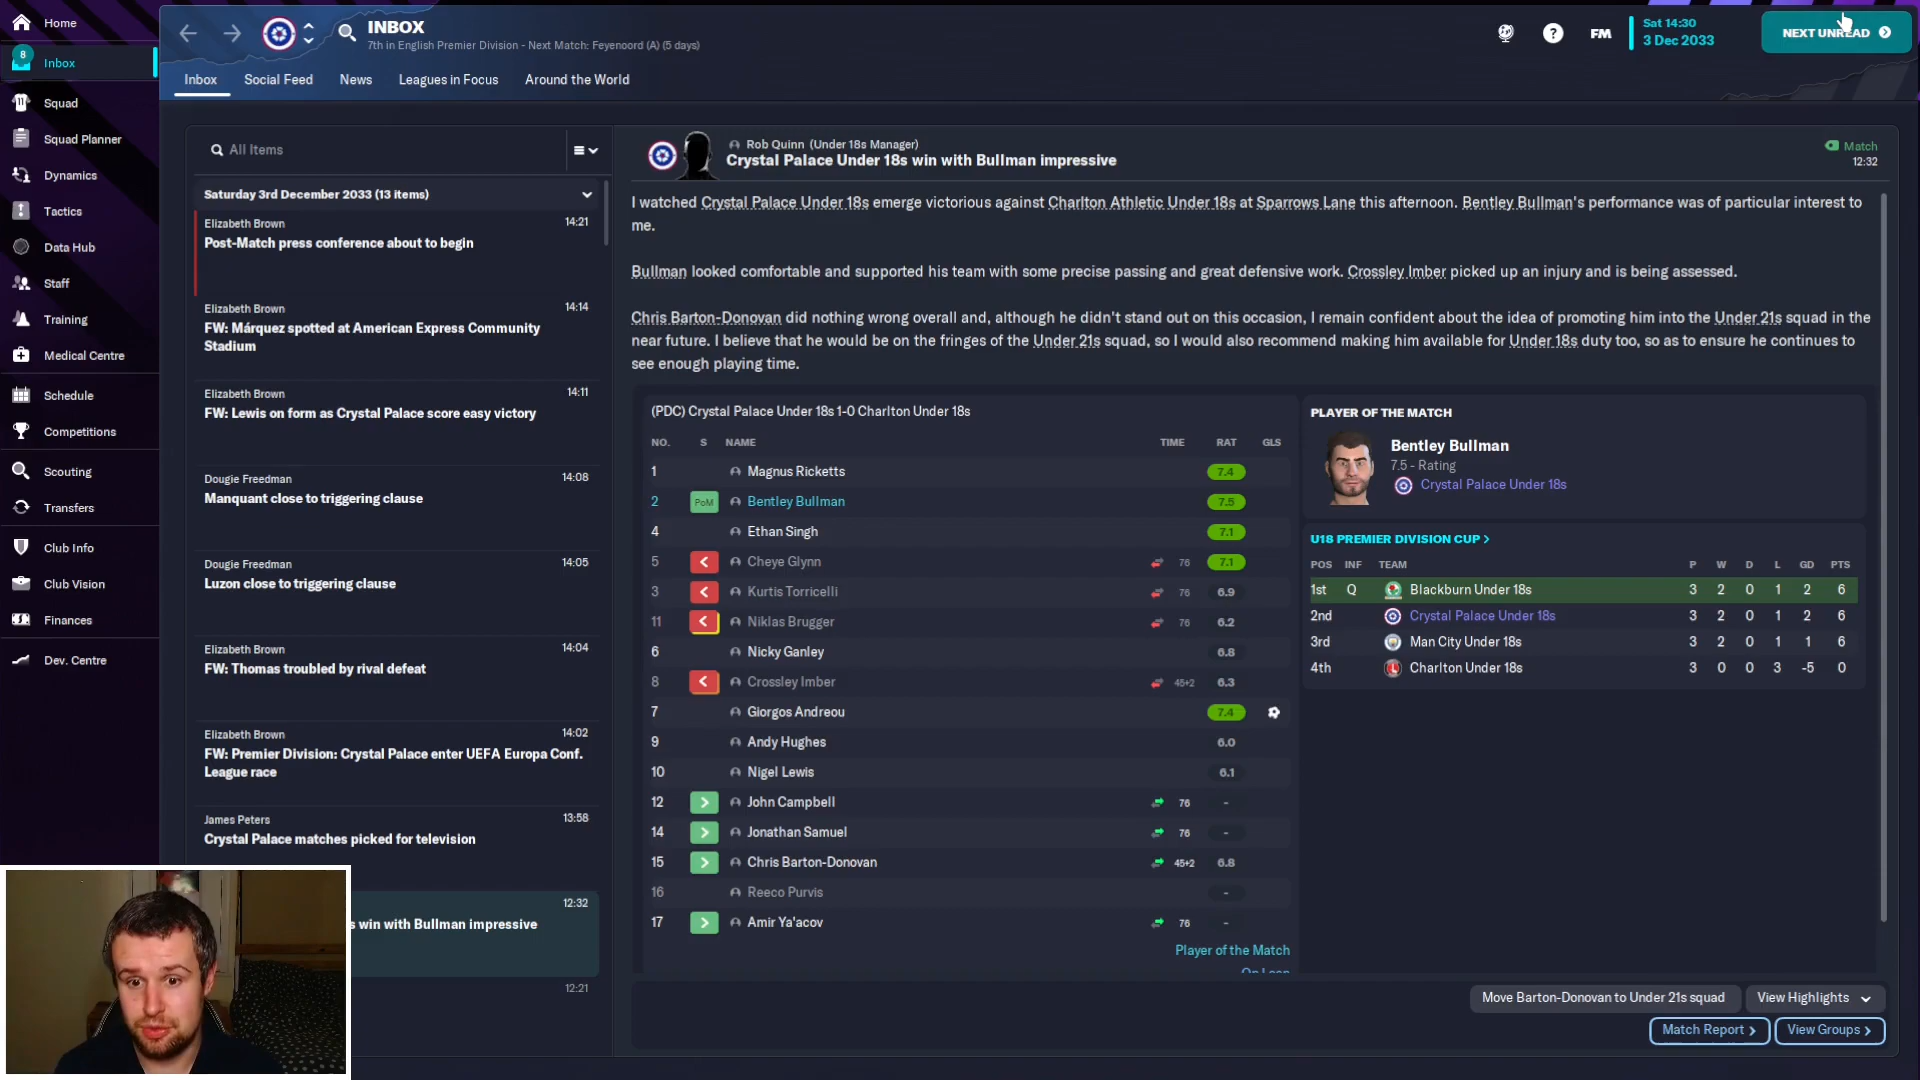 Home
8
Inbox
Squad
Squad Planner
Dynamics
Tactics
Data Hub
Staff
Training
Medical Centre
Schedule
Competitions
Scouting
Transfers
Club Info
Club Vision
Finances
Dev. Centre
INBOX
7th in English Premier Division - Next Match: Feyenoord (A) (5 days)
FM
Sat 14:30
3 Dec 2033
NEXT UNREAD
Inbox Social Feed News Leagues in Focus Around the World
All Items
Saturday 3rd December 2033 (13 items)
Elizabeth Brown 14:21
Post-Match press conference about to begin
Elizabeth Brown 14:14
FW: Márquez spotted at American Express Community
Stadium
Elizabeth Brown 14:11
FW: Lewis on form as Crystal Palace score easy victory
Dougie Freedman 14:08
Manquant close to triggering clause
Dougie Freedman 14:05
Luzon close to triggering clause
Elizabeth Brown 14:04
FW: Thomas troubled by rival defeat
Elizabeth Brown 14:02
FW: Premier Division: Crystal Palace enter UEFA Europa Conf.
League race
James Peters 13:58
Crystal Palace matches picked for television
12:32
s win with Bullman impressive
12:21
Rob Quinn (Under 18s Manager)
Crystal Palace Under 18s win with Bullman impressive
Match
12:32
I watched Crystal Palace Under 18s emerge victorious against Charlton Athletic Under 18s at Sparrows Lane this afternoon. Bentley Bullman's performance was of particular interest to
me.
Bullman looked comfortable and supported his team with some precise passing and great defensive work. Crossley Imber picked up an injury and is being assessed.
Chris Barton-Donovan did nothing wrong overall and, although he didn't stand out on this occasion, I remain confident about the idea of promoting him into the Under 21s squad in the
near future. I believe that he would be on the fringes of the Under 21s squad, so I would also recommend making him available for Under 18s duty too, so as to ensure he continues to
see enough playing time.
(PDC) Crystal Palace Under 18s 1-0 Charlton Under 18s
NO. S NAME TIME RAT GLS
1 Magnus Ricketts 7.4
2 PoM Bentley Bullman 7.5
4 Ethan Singh 7.1
5 Cheye Glynn 76 7.1
3 Kurtis Torricelli 76 6.9
11 Niklas Brugger 76 6.2
6 Nicky Ganley 6.8
8 Crossley Imber 45+2 6.3
7 Giorgos Andreou 7.4
9 Andy Hughes 6.0
10 Nigel Lewis 6.1
12 John Campbell 76 -
14 Jonathan Samuel 76 -
15 Chris Barton-Donovan 45+2 6.8
16 Reeco Purvis -
17 Amir Ya'acov 76 -
Player of the Match
On Loan
PLAYER OF THE MATCH
Bentley Bullman
7.5 - Rating
Crystal Palace Under 18s
U18 PREMIER DIVISION CUP >
POS INF TEAM P W D L GD PTS
1st Q Blackburn Under 18s 3 2 0 1 2 6
2nd Crystal Palace Under 18s 3 2 0 1 2 6
3rd Man City Under 18s 3 2 0 1 1 6
4th Charlton Under 18s 3 0 0 3 -5 0
Move Barton-Donovan to Under 21s squad
View Highlights
Match Report >
View Groups >